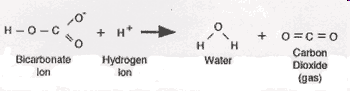 H-O-C O⁻ O + H⁺ → O H H + O=C=O
Bicarbonate Ion
Hydrogen Ion
Water
Carbon Dioxide (gas)